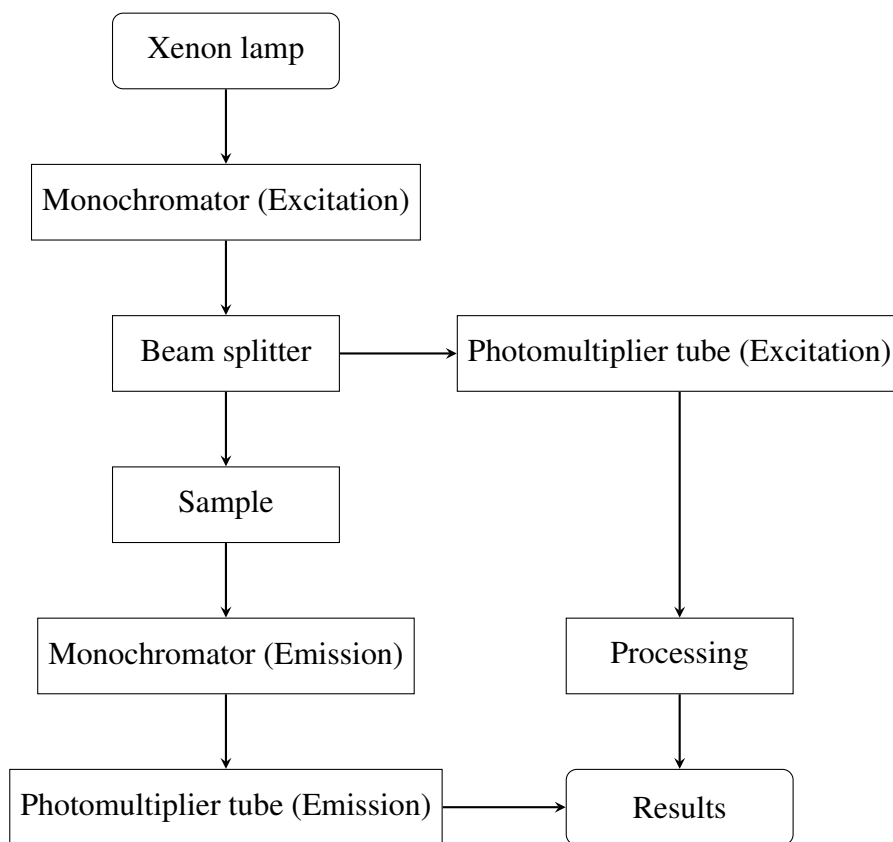 Xenon lamp
Monochromator (Excitation)
Beam splitter
Photomultiplier tube (Excitation)
Sample
Monochromator (Emission)
Processing
Photomultiplier tube (Emission)
Results